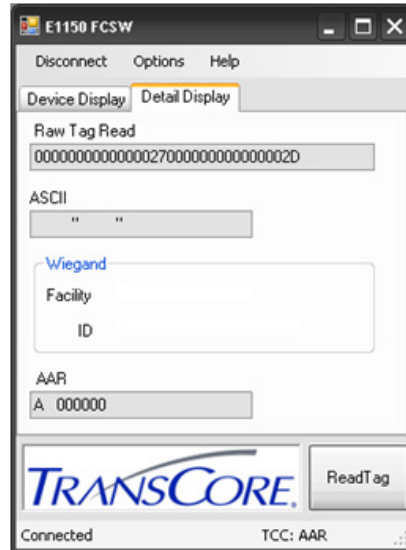 E1150 FCSW
Disconnect Options Help
Device Display Detail Display
Raw Tag Read
0000000000000027000000000000002D
ASCII
" "
Wiegand
Facility
ID
AAR
A 000000
TRANSCORE.
ReadTag
Connected TCC: AAR